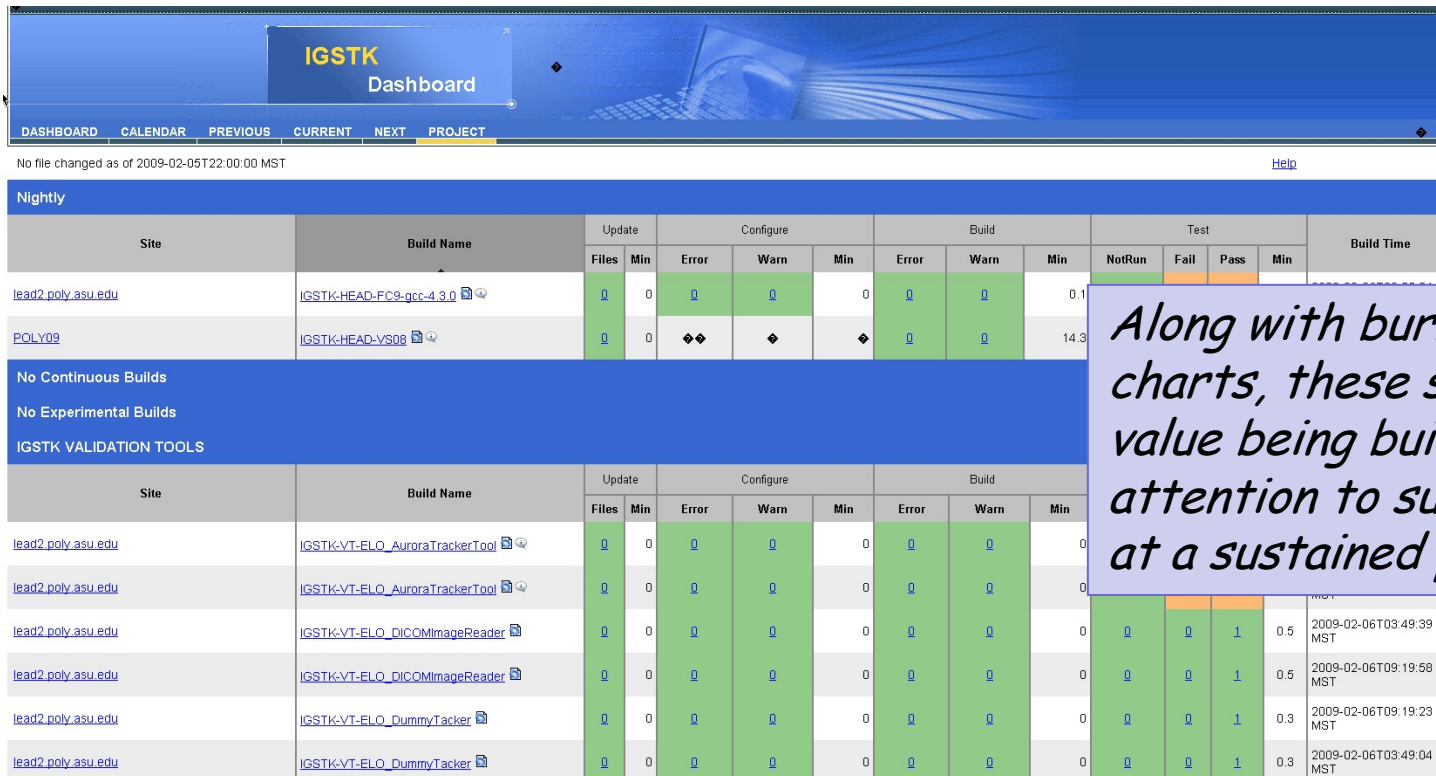 IGSTK
Dashboard
DASHBOARD CALENDAR PREVIOUS CURRENT NEXT PROJECT
No file changed as of 2009-02-05T22:00:00 MST Help
Nightly
Site Build Name Update Configure Build Test Build Time
Files Min Error Warn Min Error Warn Min NotRun Fail Pass Min
lead2.poly.asu.edu IGSTK-HEAD-FC9-gcc-4.3.0 0 0 0 0 0 0 0 0.1
POLY09 IGSTK-HEAD-VS08 0 0 �� � � 0 0 14.3
Along with
charts, these
value being
attention to
at a sustained
No Continuous Builds
No Experimental Builds
IGSTK VALIDATION TOOLS
Site Build Name Update Configure Build
Files Min Error Warn Min Error Warn Min
lead2.poly.asu.edu IGSTK-VT-ELO_AuroraTrackerTool 0 0 0 0 0 0 0 0
lead2.poly.asu.edu IGSTK-VT-ELO_AuroraTrackerTool 0 0 0 0 0 0 0 0
lead2.poly.asu.edu IGSTK-VT-ELO_DICOMImageReader 0 0 0 0 0 0 0 0 0 0 1 0.5 2009-02-06T03:49:39 MST
lead2.poly.asu.edu IGSTK-VT-ELO_DICOMImageReader 0 0 0 0 0 0 0 0 0 0 1 0.5 2009-02-06T09:19:58 MST
lead2.poly.asu.edu IGSTK-VT-ELO_DummyTacker 0 0 0 0 0 0 0 0 0 0 1 0.3 2009-02-06T09:19:23 MST
lead2.poly.asu.edu IGSTK-VT-ELO_DummyTacker 0 0 0 0 0 0 0 0 0 0 1 0.3 2009-02-06T03:49:04 MST